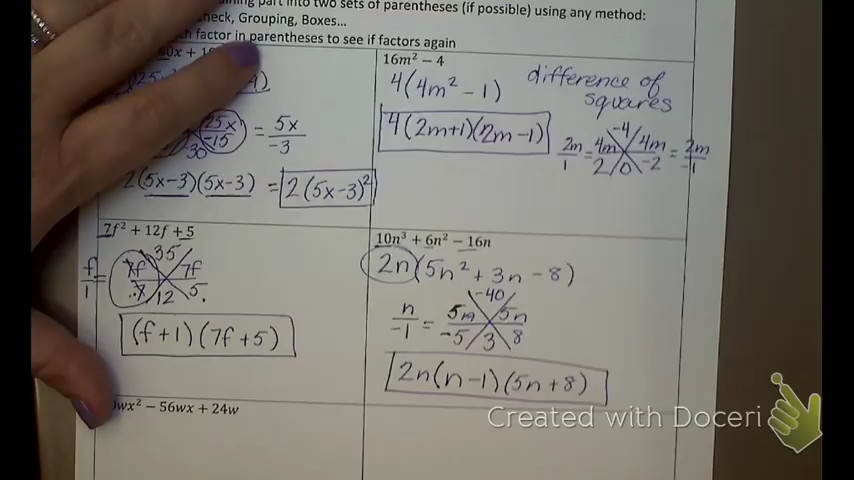 part into two sets of parentheses (if possible) using any method:
check, Grouping, Boxes...
factor in parentheses to see if factors again
16m² − 4
4(4m² − 1)
difference of
squares
4(2m+1)(2m−1)
−4
2m/1 = 4m/2 0 4m/−2 = 2m/−1
25x/−15 = 5x/−3
−30
2(5x−3)(5x−3) = 2(5x−3)²
7f² + 12f + 5
35
f/1 = 7f/7 12 7f/5
(f+1)(7f+5)
10n³ + 6n² − 16n
2n(5n² + 3n − 8)
−40
n/−1 = 5n/−5 3 5n/8
2n(n−1)(5n+8)
wx² − 56wx + 24w
Created with Doceri